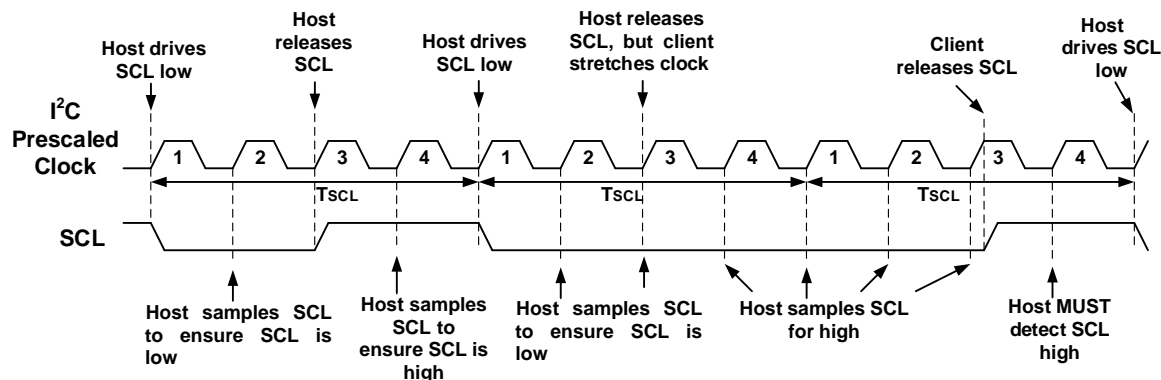 Host drives
SCL low
Host
releases
SCL
Host drives
SCL low
Host releases
SCL, but client
stretches clock
Client
releases SCL
Host
drives SCL
low
I²C
Prescaled
Clock
1 2 3 4 1 2 3 4 1 2 3 4
TSCL TSCL TSCL
SCL
Host samples SCL
to ensure SCL is
low
Host samples
SCL to
ensure SCL is
high
Host samples SCL
to ensure SCL is
low
Host samples SCL
for high
Host MUST
detect SCL
high